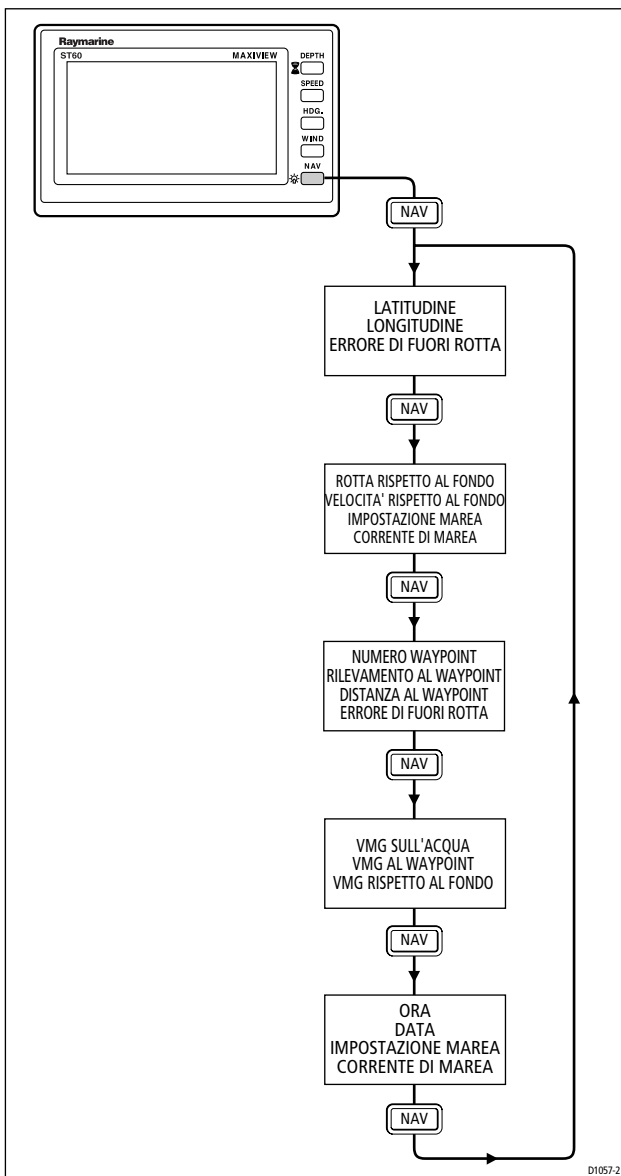 Raymarine
ST60 MAXIVIEW
DEPTH
SPEED
HDG.
WIND
NAV
NAV
LATITUDINE
LONGITUDINE
ERRORE DI FUORI ROTTA
NAV
ROTTA RISPETTO AL FONDO
VELOCITA' RISPETTO AL FONDO
IMPOSTAZIONE MAREA
CORRENTE DI MAREA
NAV
NUMERO WAYPOINT
RILEVAMENTO AL WAYPOINT
DISTANZA AL WAYPOINT
ERRORE DI FUORI ROTTA
NAV
VMG SULL'ACQUA
VMG AL WAYPOINT
VMG RISPETTO AL FONDO
NAV
ORA
DATA
IMPOSTAZIONE MAREA
CORRENTE DI MAREA
NAV
D1057-2